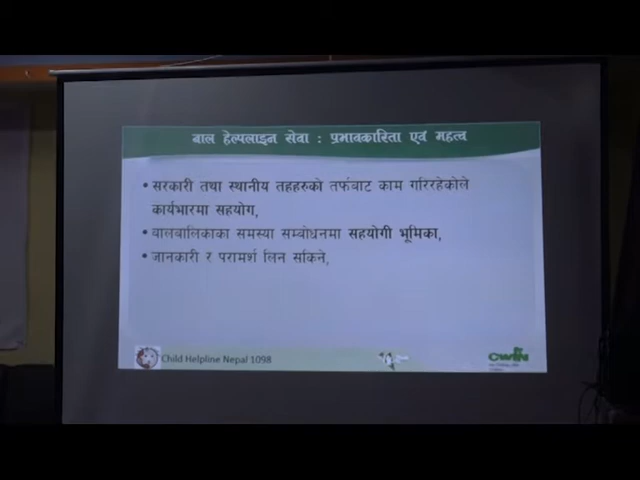 बाल हेल्पलाइन सेवा : प्रभावकारिता एवं महत्व
• सरकारी तथा स्थानीय तहहरुको तर्फबाट काम गरिरहेकोले
कार्यभारमा सहयोग,
• बालबालिकाका समस्या सम्बोधनमा सहयोगी भूमिका,
• जानकारी र परामर्श लिन सकिने,
Child Helpline Nepal 1098
CWIN